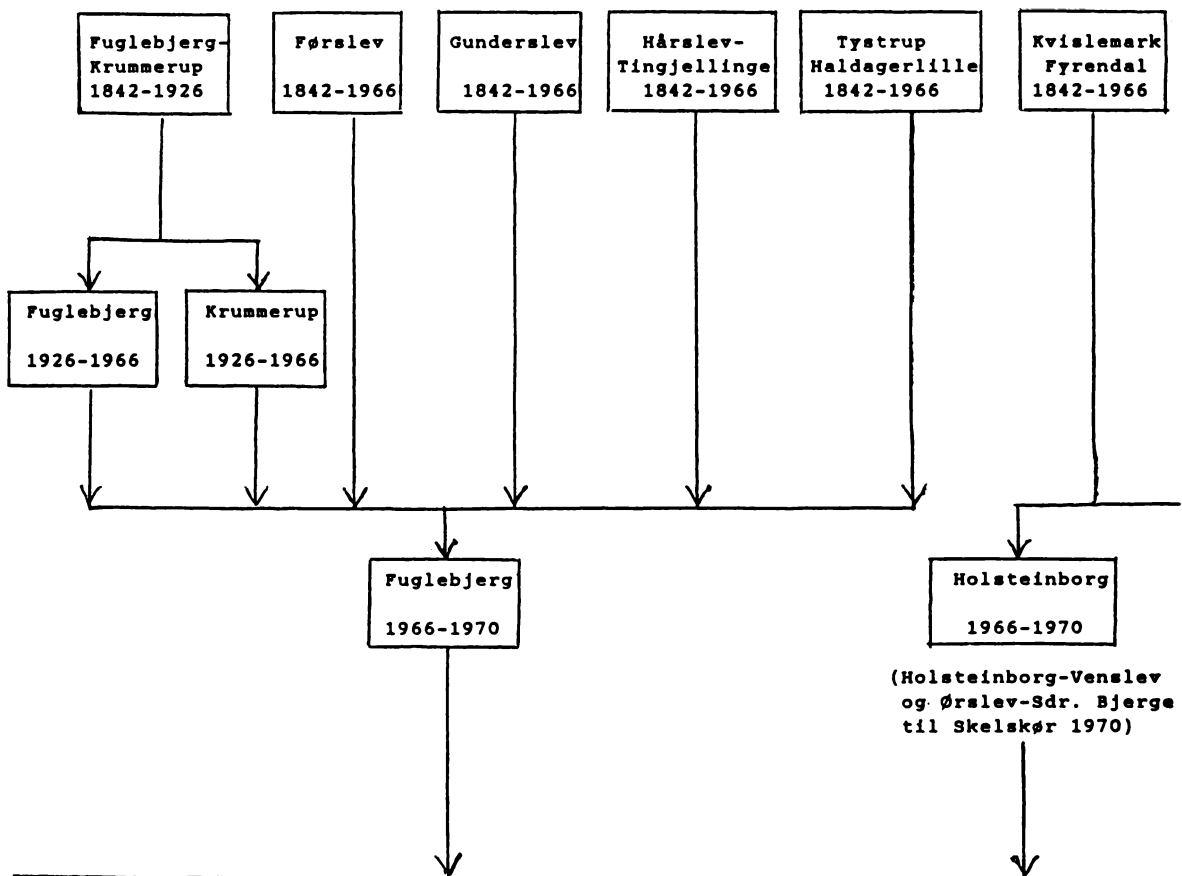 Fuglebjerg-
Krummerup
1842-1926
Førslev
1842-1966
Gunderslev
1842-1966
Hårslev-
Tingjellinge
1842-1966
Tystrup
Haldagerlille
1842-1966
Kvislemark
Fyrendal
1842-1966
Fuglebjerg
1926-1966
Krummerup
1926-1966
Fuglebjerg
1966-1970
Holsteinborg
1966-1970
(Holsteinborg-Venslev
og Ørslev-Sdr. Bjerge
til Skelskør 1970)